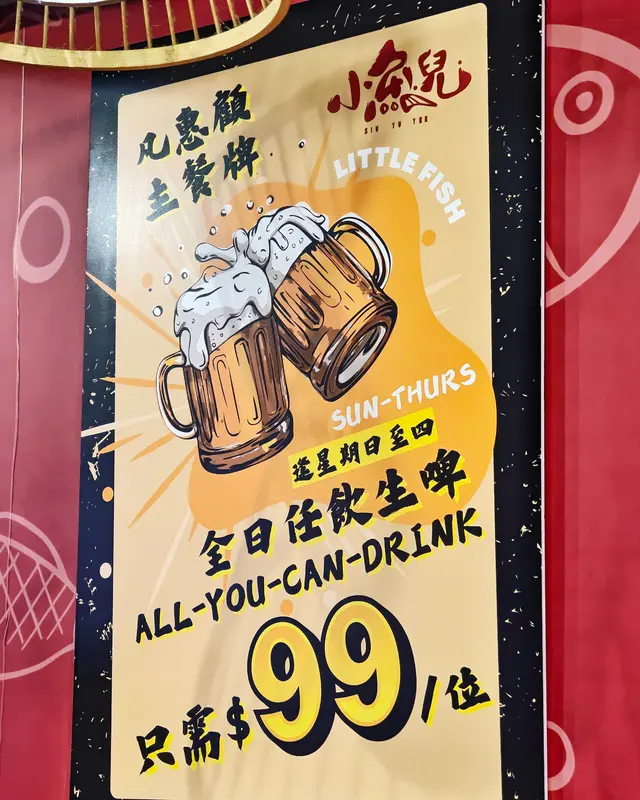 凡惠顧
主餐牌
小魚兒
SIU YU YEE
LITTLE FISH
SUN-THURS
逢星期日至四
全日任飲生啤
ALL-YOU-CAN-DRINK
只需$99/位